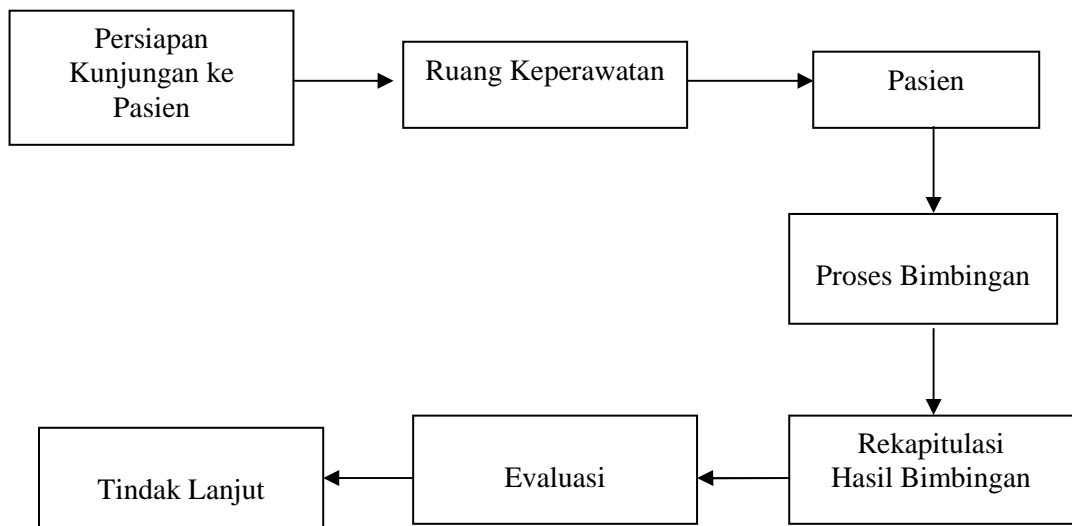 Persiapan
Kunjungan ke
Pasien
Ruang Keperawatan
Pasien
Proses Bimbingan
Rekapitulasi
Hasil Bimbingan
Evaluasi
Tindak Lanjut